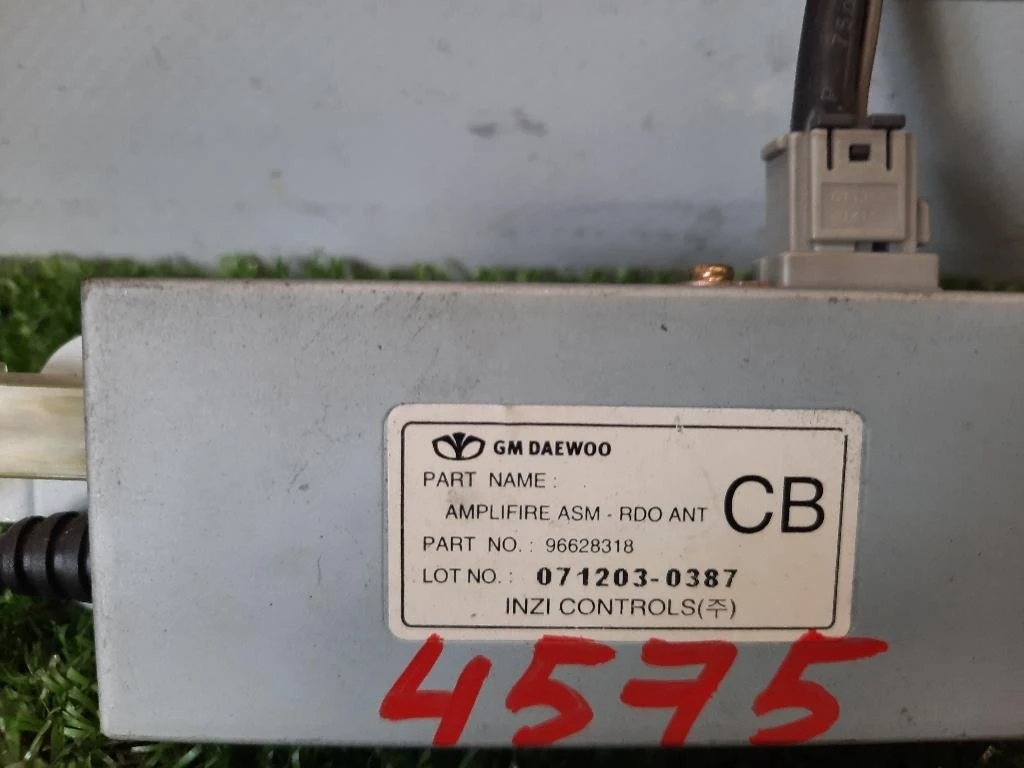 P 750
GM DAEWOO
PART NAME :
AMPLIFIRE ASM - RDO ANT
CB
PART NO. : 96628318
LOT NO. : 071203-0387
INZI CONTROLS(주)
4575